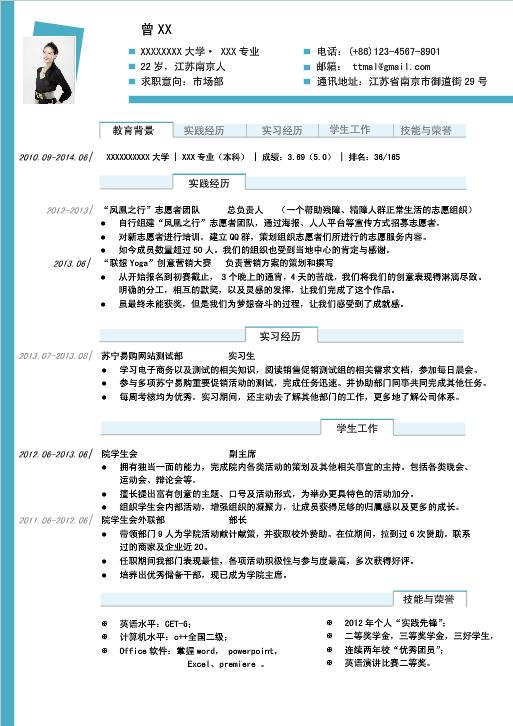 曾 XX
XXXXXXXX 大学· XXX 专业
22 岁，江苏南京人
求职意向：市场部
电话：(+86)123-4567-8901
邮箱： ttmal@gmail.com
通讯地址：江苏省南京市御道街 29 号
教育背景 实践经历 实习经历 学生工作 技能与荣誉
2010.09-2014.06/ XXXXXXXXXX 大学 | XXX 专业（本科） | 成绩：3.69（5.0） | 排名：36/165
实践经历
2012-2013/ “凤凰之行”志愿者团队 总负责人 （一个帮助残障、精障人群正常生活的志愿组织）
● 自行组建“凤凰之行”志愿者团队，通过海报、人人平台等宣传方式招募志愿者。
● 对新志愿者进行培训，建立 QQ 群，策划组织志愿者们所进行的志愿服务内容。
● 如今成员数量超过 50 人，我们的组织也受到当地中心的肯定与感谢。
2013.06/ “联想 Yoga”创意营销大赛 负责营销方案的策划和撰写
● 从开始报名到初赛截止， 3 个晚上的通宵，4 天的苦战，我们将我们的创意表现得淋漓尽致。
明确的分工，相互的默契，以及灵感的发挥，让我们完成了这个作品。
● 虽最终未能获奖，但是我们为梦想奋斗的过程，让我们感受到了成就感。
实习经历
2013.07-2013.08/ 苏宁易购网站测试部 实习生
● 学习电子商务以及测试的相关知识，阅读销售促销测试组的相关需求文档，参加每日晨会。
● 参与多项苏宁易购重要促销活动的测试，完成任务迅速。并协助部门同事共同完成其他任务。
● 每周考核均为优秀。实习期间，还主动去了解其他部门的工作，更多地了解公司体系。
学生工作
2012.06-2013.06/ 院学生会 副主席
● 拥有独当一面的能力，完成院内各类活动的策划及其他相关事宜的主持。包括各类晚会、
运动会、辩论会等。
● 擅长提出富有创意的主题、口号及活动形式，为举办更具特色的活动加分。
● 组织学生会内部活动，增强组织的凝聚力，让成员获得足够的归属感以及更多的成长。
2011.06-2012.06/ 院学生会外联部 部长
● 带领部门 9 人为学院活动献计献策，并获取校外赞助。在位期间，拉到过 6 次赞助，联系
过的商家及企业近 20。
● 任职期间我部门表现最佳，各项活动积极性与参与度最高，多次获得好评。
● 培养出优秀储备干部，现已成为学院主席。
技能与荣誉
英语水平：CET-6；
计算机水平：c++全国二级；
Office 软件：掌握 word， powerpoint，
Excel、premiere 。
2012 年个人“实践先锋”；
二等奖学金，三等奖学金，三好学生，
连续两年校“优秀团员”；
英语演讲比赛二等奖。